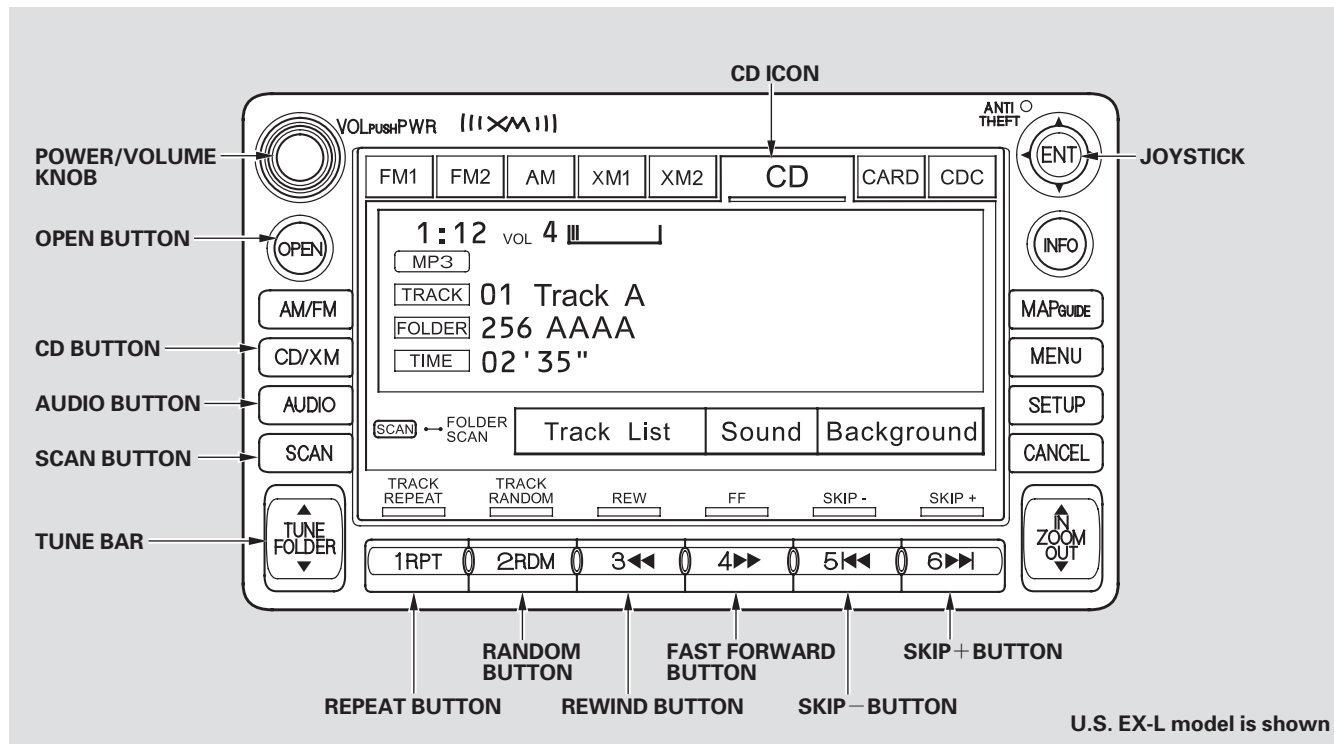 CD ICON
ANTI
THEFT
VOLPUSHPWR
XM
POWER/VOLUME
KNOB
ENT
JOYSTICK
FM1 FM2 AM XM1 XM2 CD CARD CDC
OPEN BUTTON
OPEN
1:12 VOL 4
INFO
MP3
AM/FM
TRACK 01 Track A
MAPGUIDE
FOLDER 256 AAAA
CD BUTTON
CD/XM
TIME 02'35"
MENU
AUDIO BUTTON
AUDIO
SETUP
SCAN FOLDER
SCAN
Track List Sound Background
SCAN BUTTON
SCAN
CANCEL
TRACK
REPEAT
TRACK
RANDOM
REW
FF
SKIP -
SKIP +
TUNE BAR
TUNE
FOLDER
IN
ZOOM
OUT
1RPT 2RDM 3◀◀ 4▶▶ 5|◀◀ 6▶▶|
RANDOM
BUTTON
FAST FORWARD
BUTTON
SKIP+BUTTON
REPEAT BUTTON
REWIND BUTTON
SKIP−BUTTON
U.S. EX-L model is shown